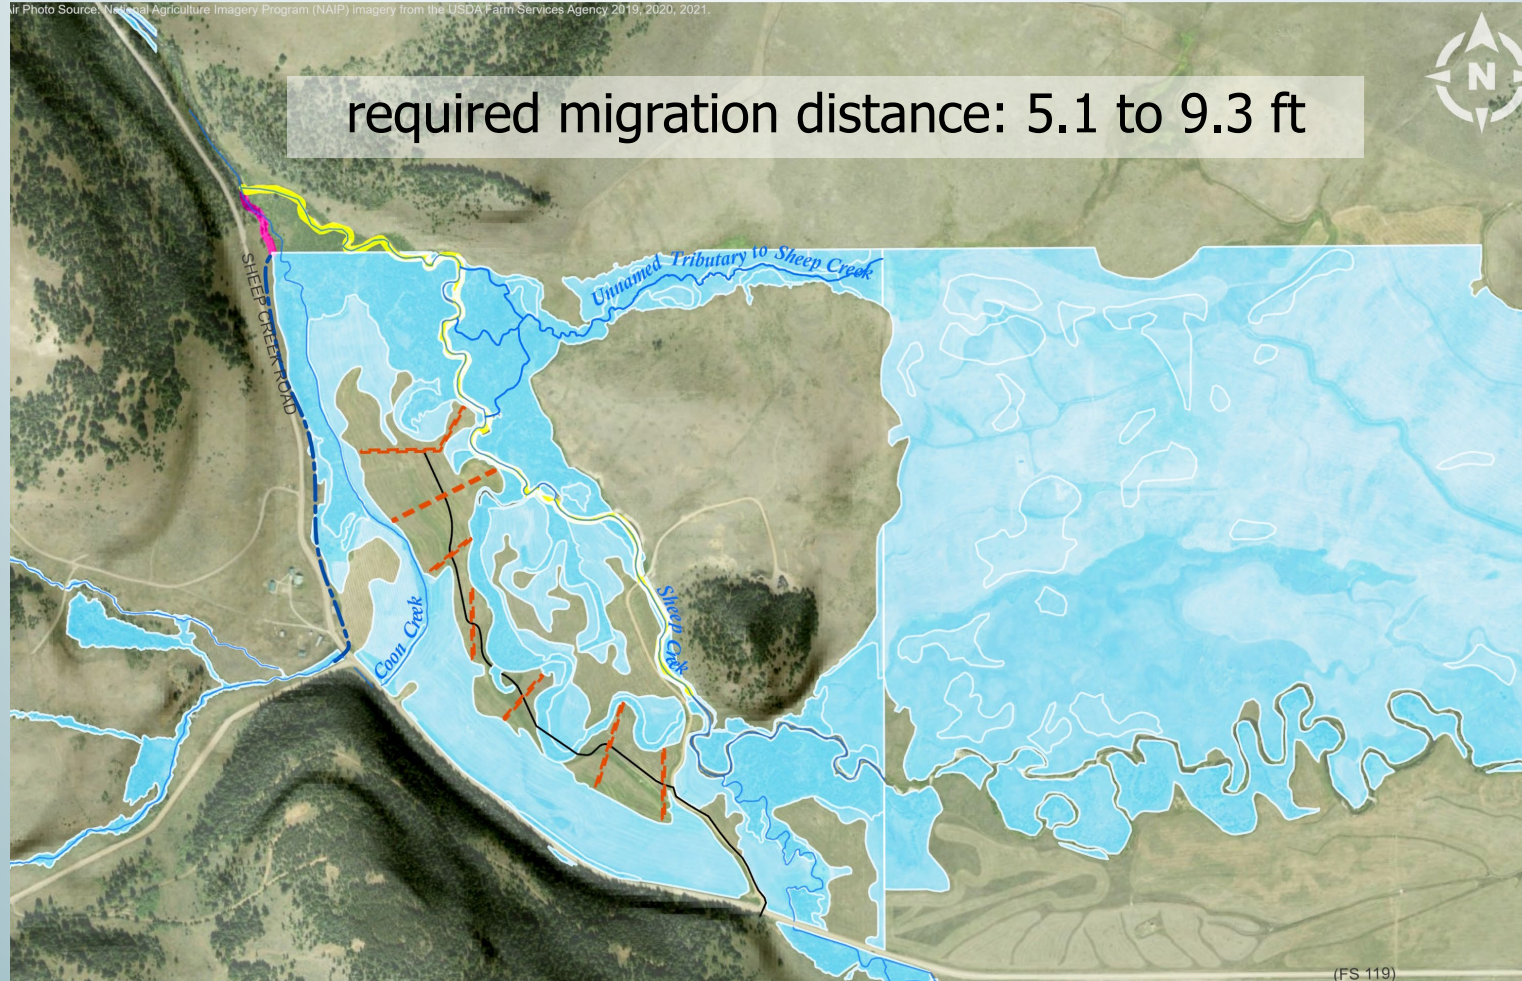 Air Photo Source: National Agriculture Imagery Program (NAIP) imagery from the USDA Farm Services Agency 2019, 2020, 2021.
N
required migration distance: 5.1 to 9.3 ft
Unnamed Tributary to Sheep Creek
SHEEP CREEK ROAD
Coon Creek
Sheep Creek
(FS 119)